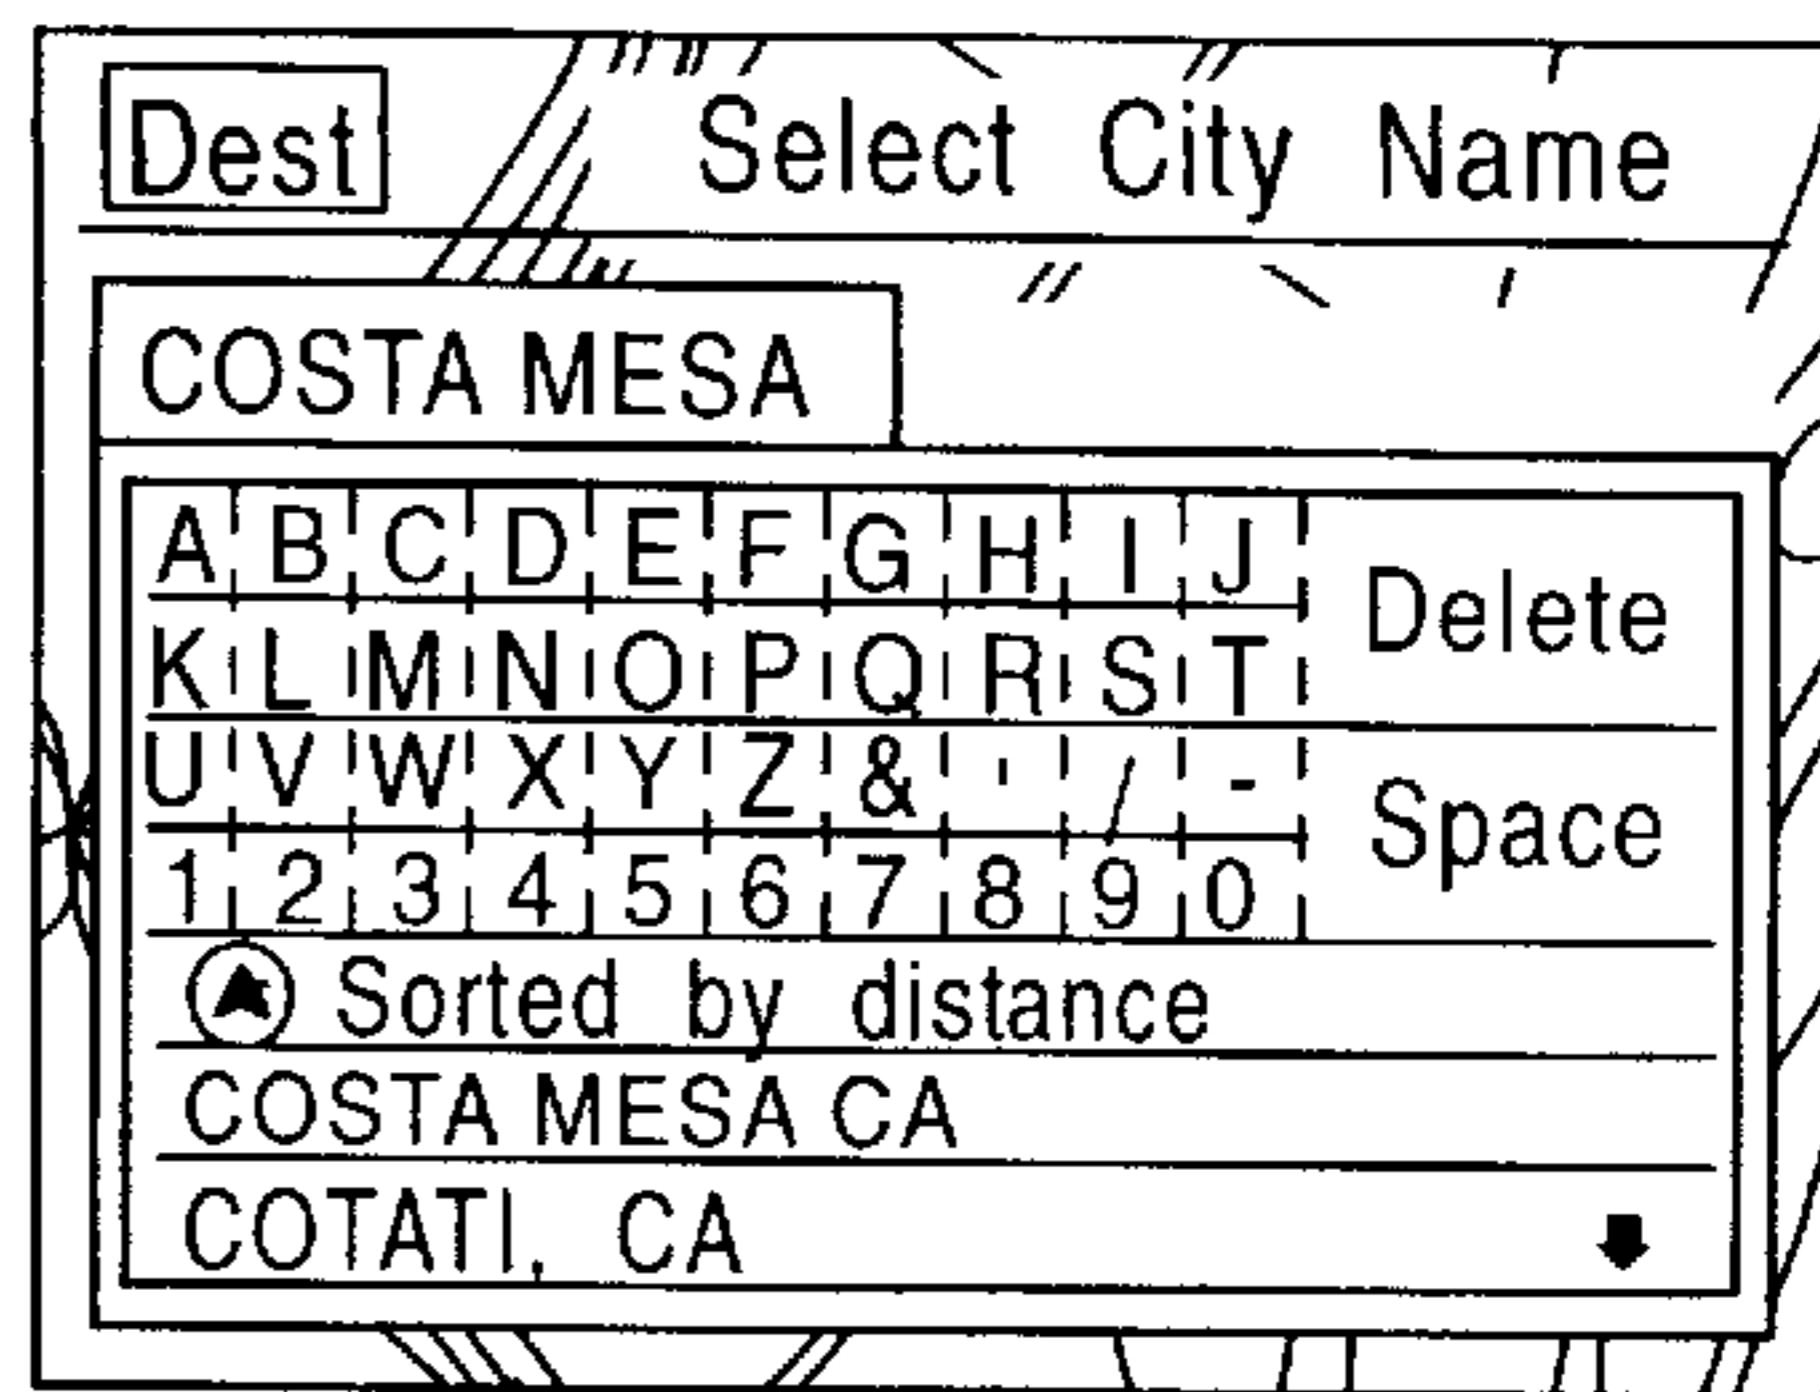 Dest Select City Name
COSTA MESA
A B C D E F G H I J
Delete
K L M N O P Q R S T
U V W X Y Z & ' / -
Space
1 2 3 4 5 6 7 8 9 0
Sorted by distance
COSTA MESA CA
COTATI, CA